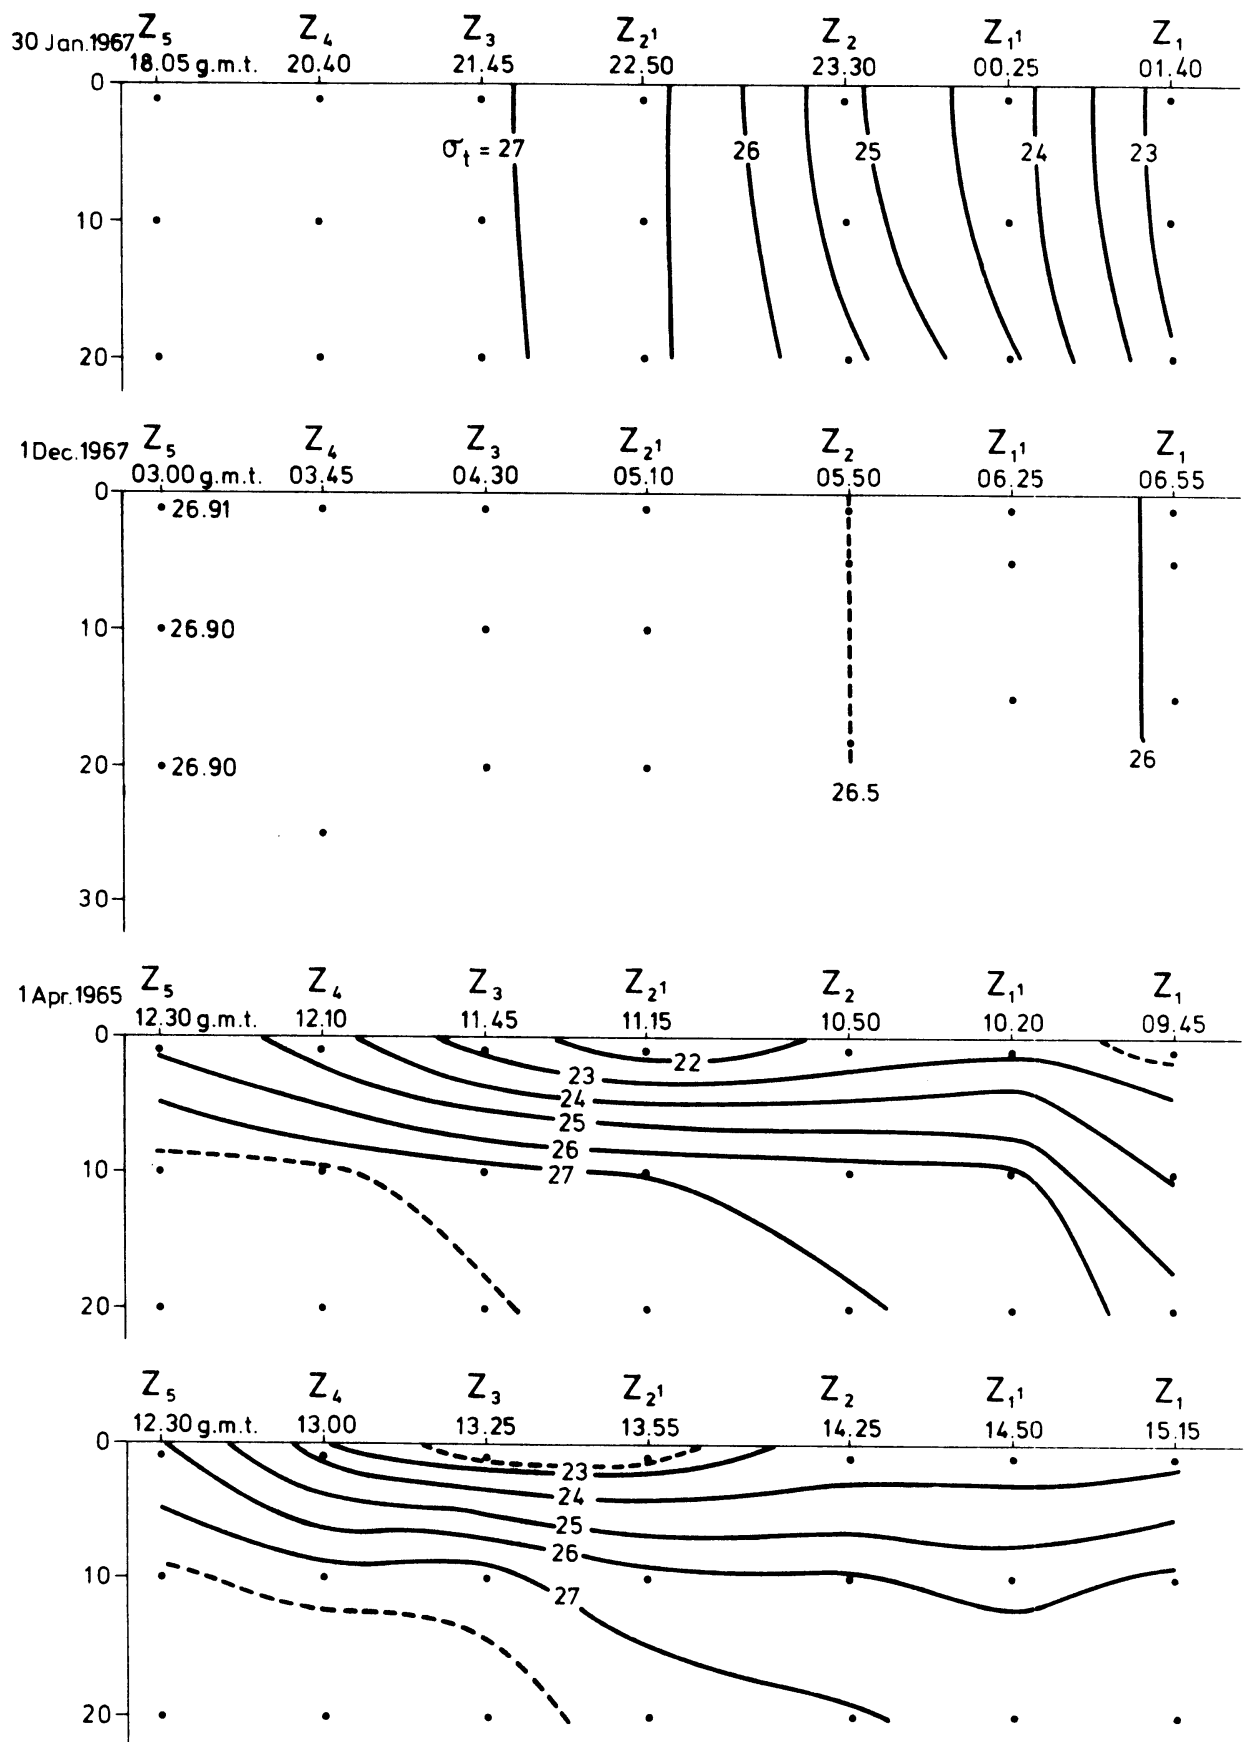 30 Jan.1967 Z5 Z4 Z3 Z2¹ Z2 Z1¹ Z1
18.05 g.m.t. 20.40 21.45 22.50 23.30 00.25 01.40
0
σt = 27 26 25 24 23
10
20
1 Dec.1967 Z5 Z4 Z3 Z2¹ Z2 Z1¹ Z1
03.00 g.m.t. 03.45 04.30 05.10 05.50 06.25 06.55
0
26.91
10 26.90
20 26.90 26
26.5
30
1 Apr.1965 Z5 Z4 Z3 Z2¹ Z2 Z1¹ Z1
12.30 g.m.t. 12.10 11.45 11.15 10.50 10.20 09.45
0
22
23
24
25
26
10 27
20
Z5 Z4 Z3 Z2¹ Z2 Z1¹ Z1
12.30 g.m.t. 13.00 13.25 13.55 14.25 14.50 15.15
0
23
24
25
26
10
27
20